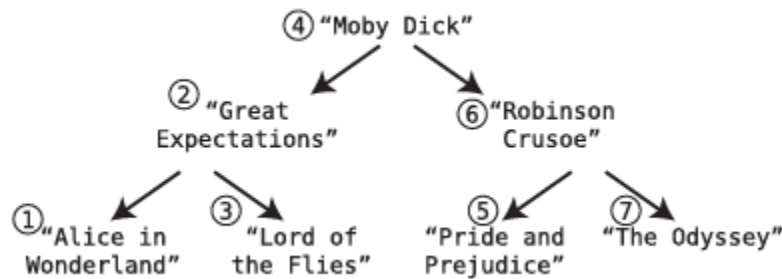 ④ “Moby Dick”
② “Great
Expectations”
⑥ “Robinson
Crusoe”
① “Alice in
Wonderland”
③ “Lord of
the Flies”
⑤ “Pride and
Prejudice”
⑦ “The Odyssey”